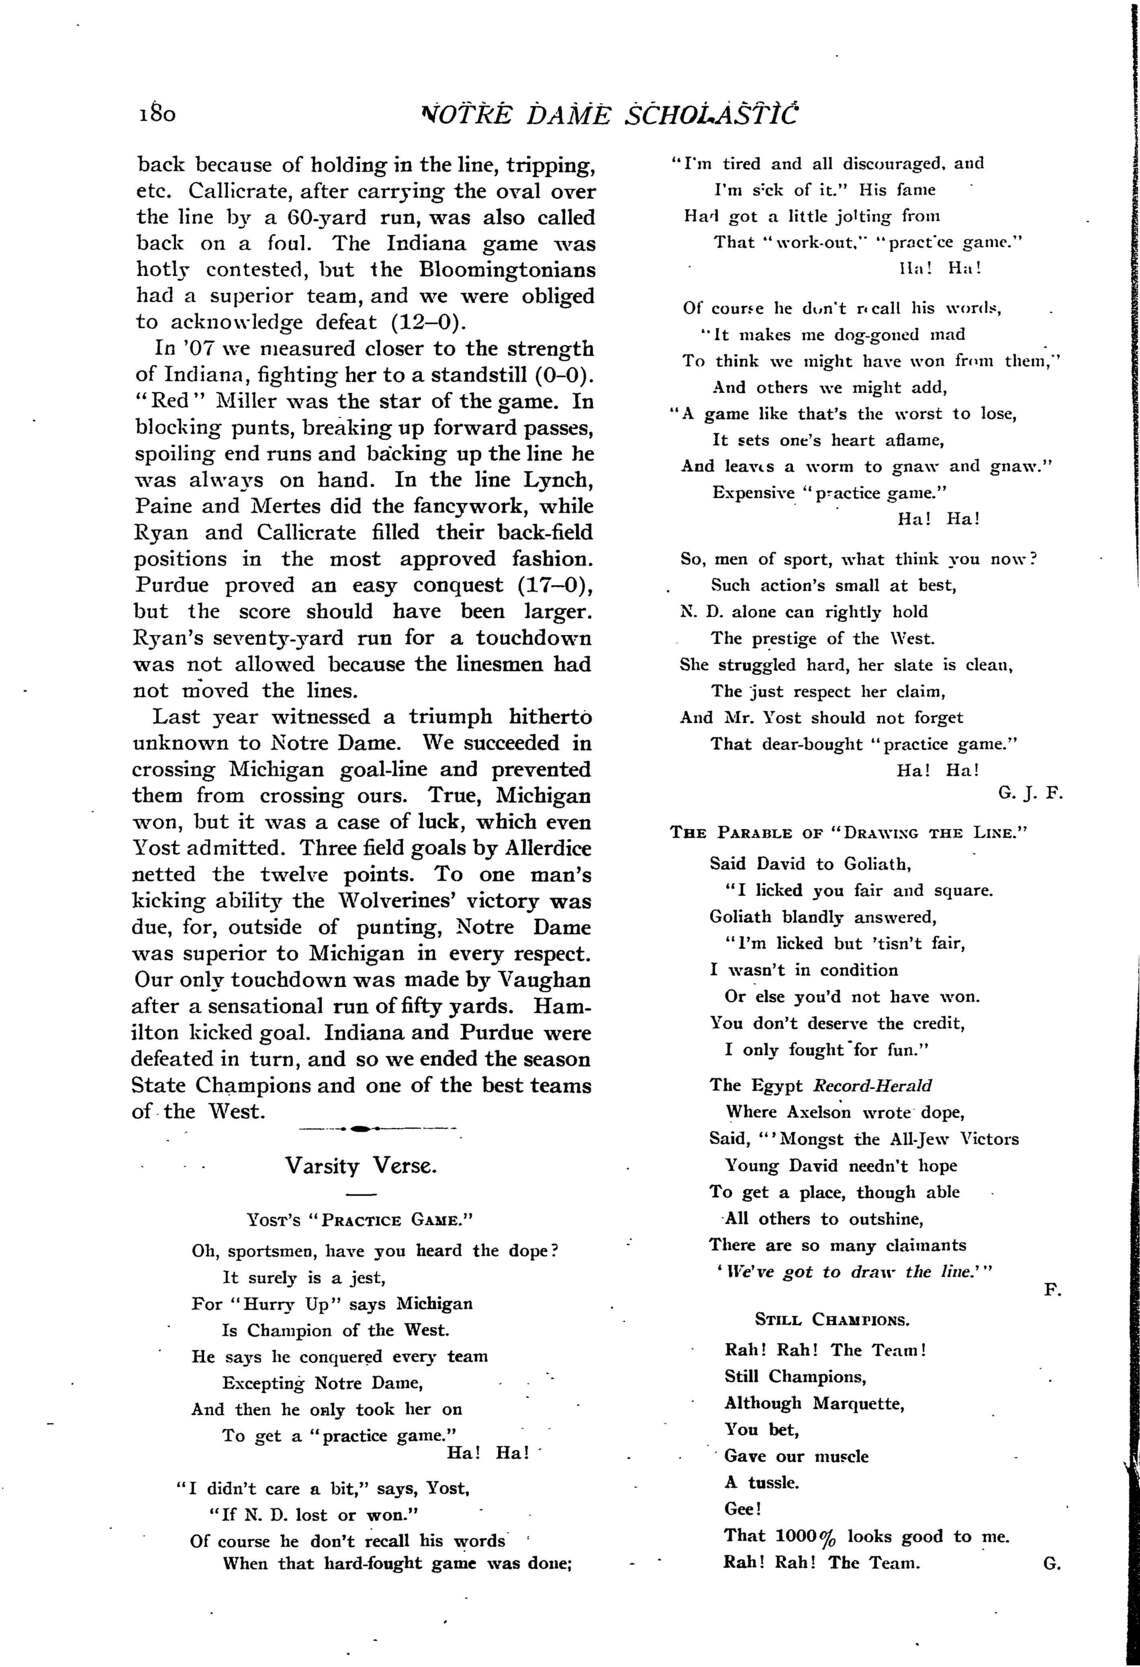 180
NOTRE DAME SCHOLASTIC
back because of holding in the line, tripping,
etc. Callicrate, after carrying the oval over
the line by a 60-yard run, was also called
back on a foul. The Indiana game was
hotly contested, but the Bloomingtonians
had a superior team, and we were obliged
to acknowledge defeat (12–0).
In '07 we measured closer to the strength
of Indiana, fighting her to a standstill (0–0).
"Red" Miller was the star of the game. In
blocking punts, breaking up forward passes,
spoiling end runs and backing up the line he
was always on hand. In the line Lynch,
Paine and Mertes did the fancywork, while
Ryan and Callicrate filled their back-field
positions in the most approved fashion.
Purdue proved an easy conquest (17–0),
but the score should have been larger.
Ryan's seventy-yard run for a touchdown
was not allowed because the linesmen had
not moved the lines.
Last year witnessed a triumph hitherto
unknown to Notre Dame. We succeeded in
crossing Michigan goal-line and prevented
them from crossing ours. True, Michigan
won, but it was a case of luck, which even
Yost admitted. Three field goals by Allerdice
netted the twelve points. To one man's
kicking ability the Wolverines' victory was
due, for, outside of punting, Notre Dame
was superior to Michigan in every respect.
Our only touchdown was made by Vaughan
after a sensational run of fifty yards. Ham-
ilton kicked goal. Indiana and Purdue were
defeated in turn, and so we ended the season
State Champions and one of the best teams
of the West.
Varsity Verse.
YOST'S "PRACTICE GAME."
Oh, sportsmen, have you heard the dope?
It surely is a jest,
For "Hurry Up" says Michigan
Is Champion of the West.
He says he conquered every team
Excepting Notre Dame,
And then he only took her on
To get a "practice game."
Ha! Ha!
"I didn't care a bit," says, Yost,
"If N. D. lost or won."
Of course he don't recall his words
When that hard-fought game was done;
"I'm tired and all discouraged, and
I'm sick of it." His fame
Had got a little jolting from
That "work-out," "practice game."
Ha! Ha!
Of course he don't recall his words,
"It makes me dog-goned mad
To think we might have won from them,"
And others we might add,
"A game like that's the worst to lose,
It sets one's heart aflame,
And leaves a worm to gnaw and gnaw."
Expensive "practice game."
Ha! Ha!
So, men of sport, what think you now?
Such action's small at best,
N. D. alone can rightly hold
The prestige of the West.
She struggled hard, her slate is clean,
The just respect her claim,
And Mr. Yost should not forget
That dear-bought "practice game."
Ha! Ha!
G. J. F.
THE PARABLE OF "DRAWING THE LINE."
Said David to Goliath,
"I licked you fair and square.
Goliath blandly answered,
"I'm licked but 'tisn't fair,
I wasn't in condition
Or else you'd not have won.
You don't deserve the credit,
I only fought for fun."
The Egypt Record-Herald
Where Axelson wrote dope,
Said, "'Mongst the All-Jew Victors
Young David needn't hope
To get a place, though able
All others to outshine,
There are so many claimants
'We've got to draw the line.'"
F.
STILL CHAMPIONS.
Rah! Rah! The Team!
Still Champions,
Although Marquette,
You bet,
Gave our muscle
A tussle.
Gee!
That 1000% looks good to me.
Rah! Rah! The Team.
G.